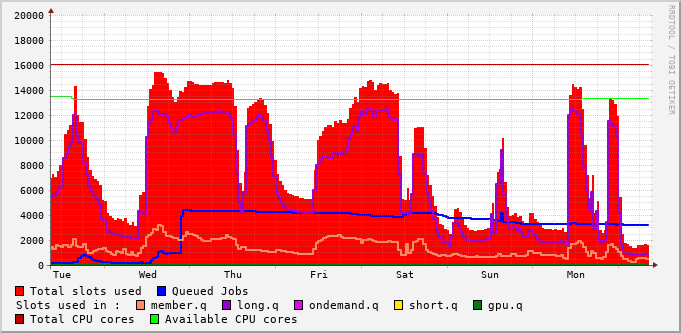 20000
18000
16000
14000
12000
10000
8000
6000
4000
2000
0
Tue Wed Thu Fri Sat Sun Mon
RRDTOOL / TOBI OETIKER
Total slots used Queued Jobs
Slots used in : member.q long.q ondemand.q short.q gpu.q
Total CPU cores Available CPU cores